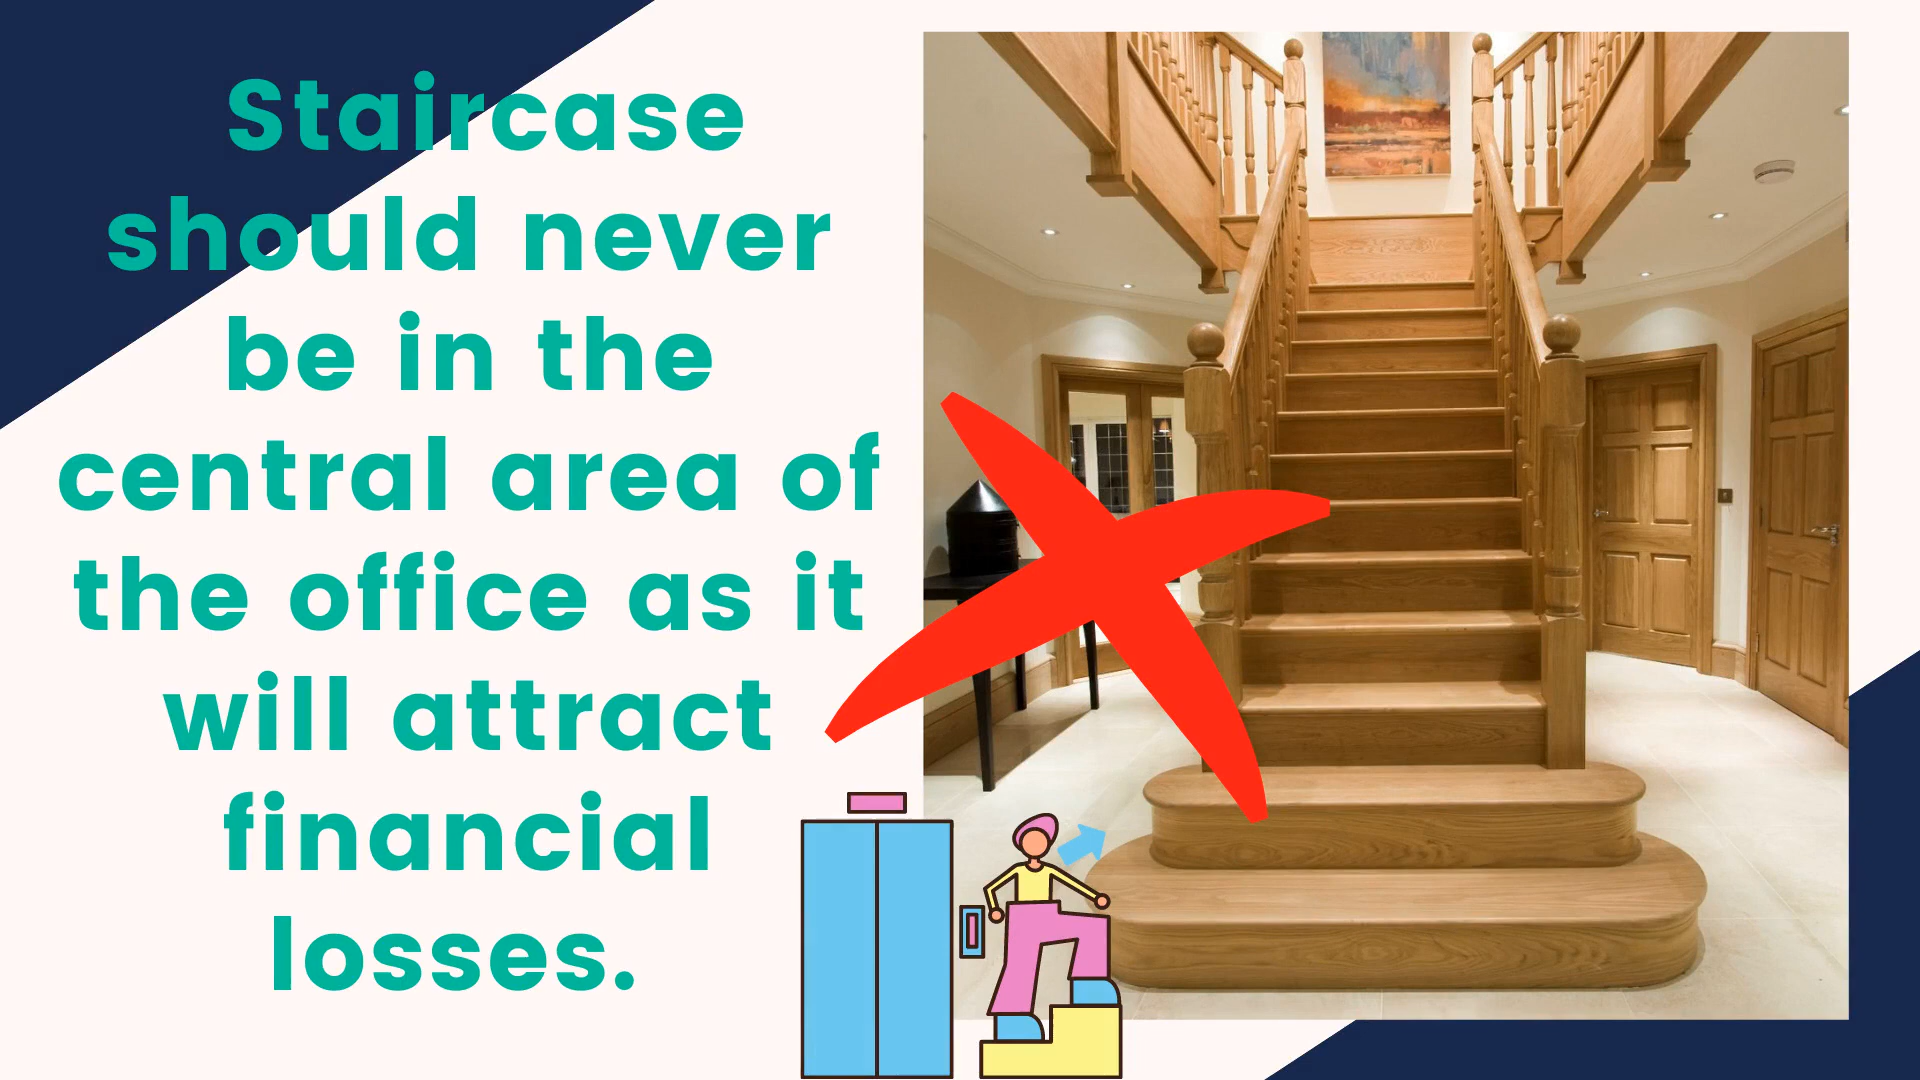 Staircase
should never
be in the
central area of
the office as it
will attract
financial
losses.